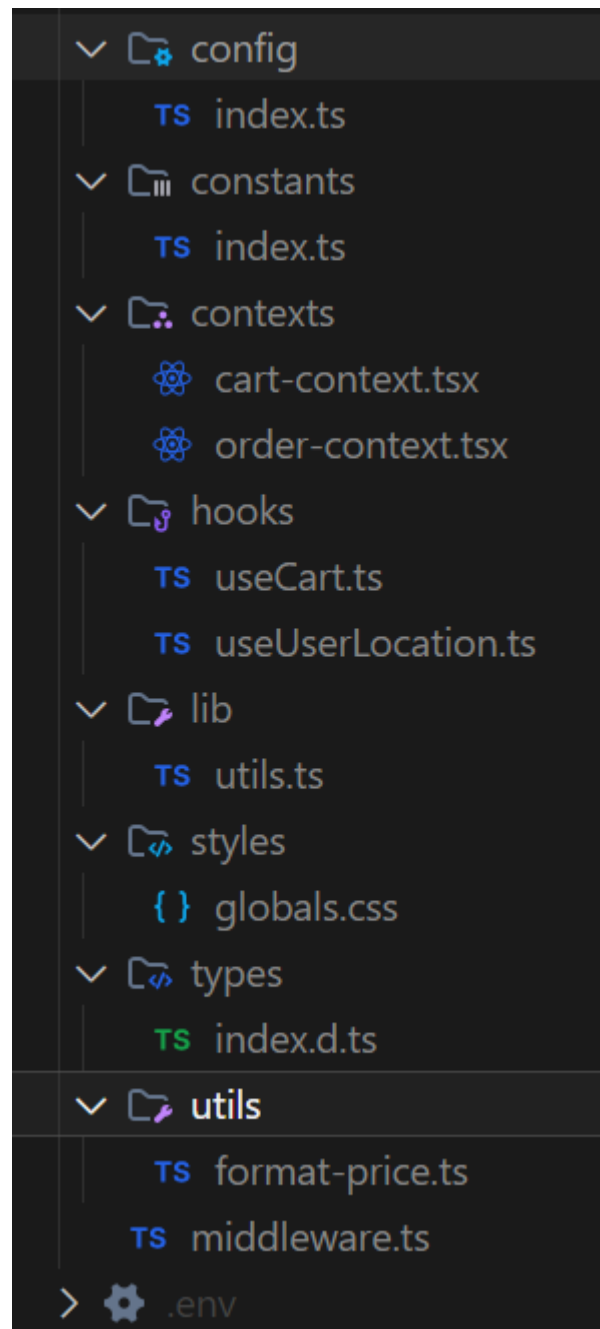 config
TS index.ts
constants
TS index.ts
contexts
cart-context.tsx
order-context.tsx
hooks
TS useCart.ts
TS useUserLocation.ts
lib
TS utils.ts
styles
{ } globals.css
types
TS index.d.ts
utils
TS format-price.ts
TS middleware.ts
.env